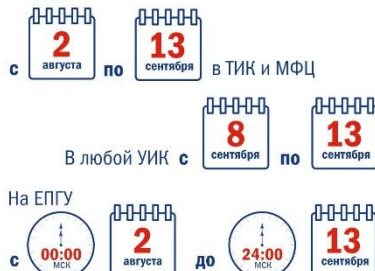 с 2 августа по 13 сентября в ТИК и МФЦ
В любой УИК с 8 сентября по 13 сентября
На ЕПГУ
с 00:00 МСК 2 августа до 24:00 МСК 13 сентября